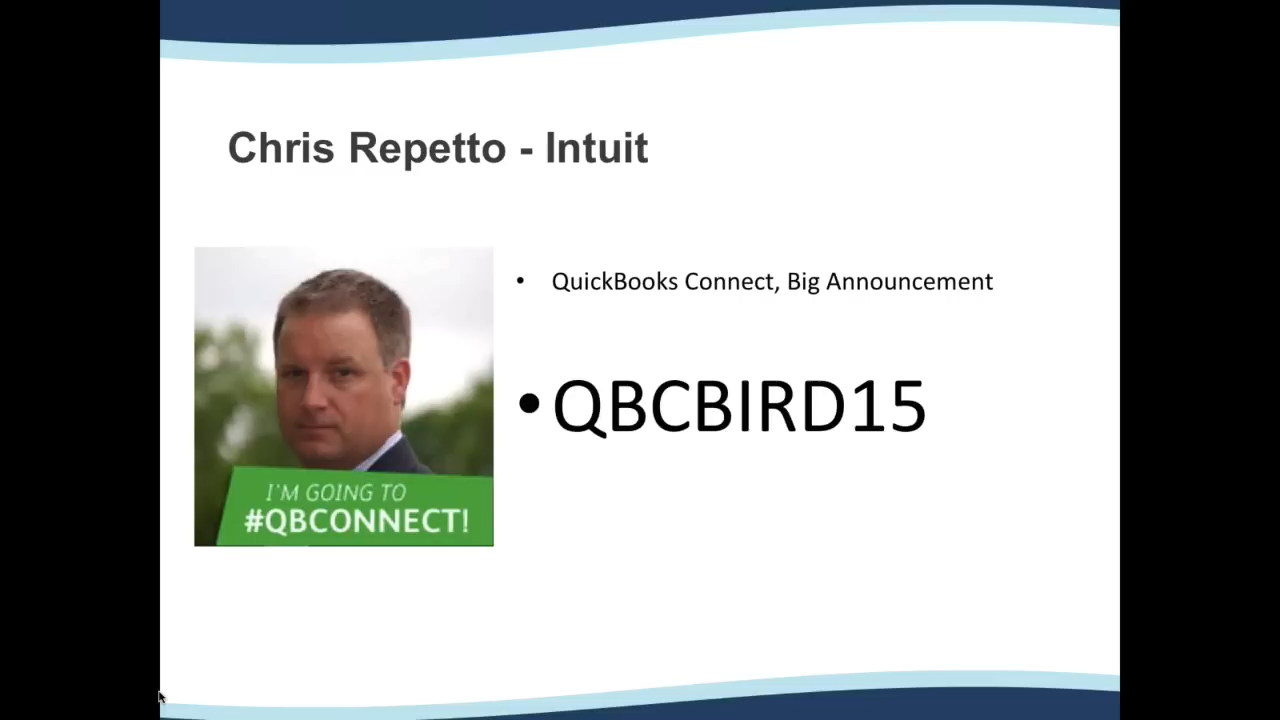 Chris Repetto - Intuit
• QuickBooks Connect, Big Announcement
• QBCBIRD15
I'M GOING TO
#QBCONNECT!